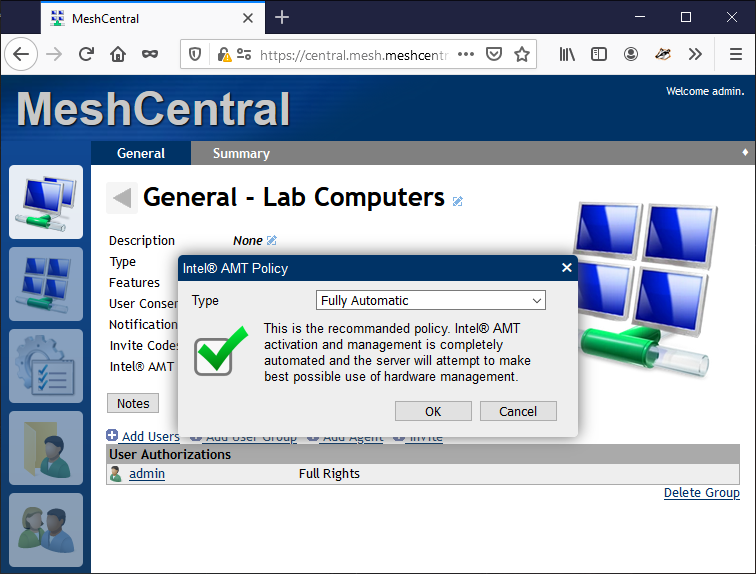 MeshCentral
https://central.mesh.meshcentr
MeshCentral
Welcome admin.
General
Summary
General - Lab Computers
Description
None
Type
Features
User Consen
Notification
Invite Codes
Intel® AMT
Intel® AMT Policy
Type
Fully Automatic
This is the recommanded policy. Intel® AMT
activation and management is completely
automated and the server will attempt to make
best possible use of hardware management.
OK
Cancel
Notes
Add Users
Add User Group
Add Agent
Invite
User Authorizations
admin
Full Rights
Delete Group